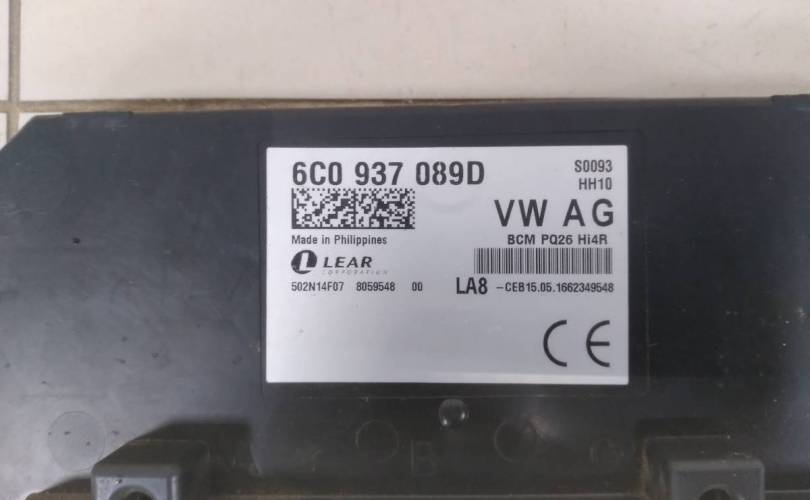 6C0 937 089D
S0093
HH10
VW AG
Made in Philippines
BCM PQ26 Hi4R
LEAR
CORPORATION
502N14F07 8059548 00
LA8 -CEB15.05.1662349548
CE
B